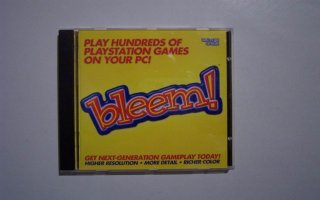 PLAY HUNDREDS OF
PLAYSTATION GAMES
ON YOUR PC!
bleem!
GET NEXT-GENERATION GAMEPLAY TODAY!
HIGHER RESOLUTION • MORE DETAIL • RICHER COLOR